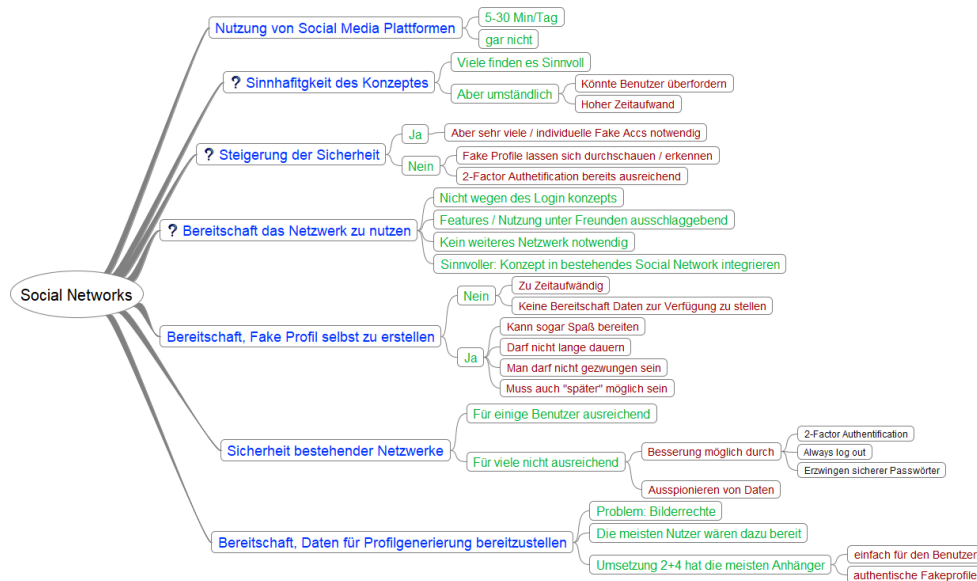 Nutzung von Social Media Plattformen
5-30 Min/Tag
gar nicht
? Sinnhafitgkeit des Konzeptes
Viele finden es Sinnvoll
Aber umständlich
Könnte Benutzer überfordern
Hoher Zeitaufwand
? Steigerung der Sicherheit
Ja
Aber sehr viele / individuelle Fake Accs notwendig
Nein
Fake Profile lassen sich durchschauen / erkennen
2-Factor Authetification bereits ausreichend
? Bereitschaft das Netzwerk zu nutzen
Nicht wegen des Login konzepts
Features / Nutzung unter Freunden ausschlaggebend
Kein weiteres Netzwerk notwendig
Sinnvoller: Konzept in bestehendes Social Network integrieren
Social Networks
Bereitschaft, Fake Profil selbst zu erstellen
Nein
Zu Zeitaufwändig
Keine Bereitschaft Daten zur Verfügung zu stellen
Ja
Kann sogar Spaß bereiten
Darf nicht lange dauern
Man darf nicht gezwungen sein
Muss auch "später" möglich sein
Sicherheit bestehender Netzwerke
Für einige Benutzer ausreichend
Für viele nicht ausreichend
Besserung möglich durch
2-Factor Authentification
Always log out
Erzwingen sicherer Passwörter
Ausspionieren von Daten
Bereitschaft, Daten für Profilgenerierung bereitzustellen
Problem: Bilderrechte
Die meisten Nutzer wären dazu bereit
Umsetzung 2+4 hat die meisten Anhänger
einfach für den Benutzer
authentische Fakeprofile